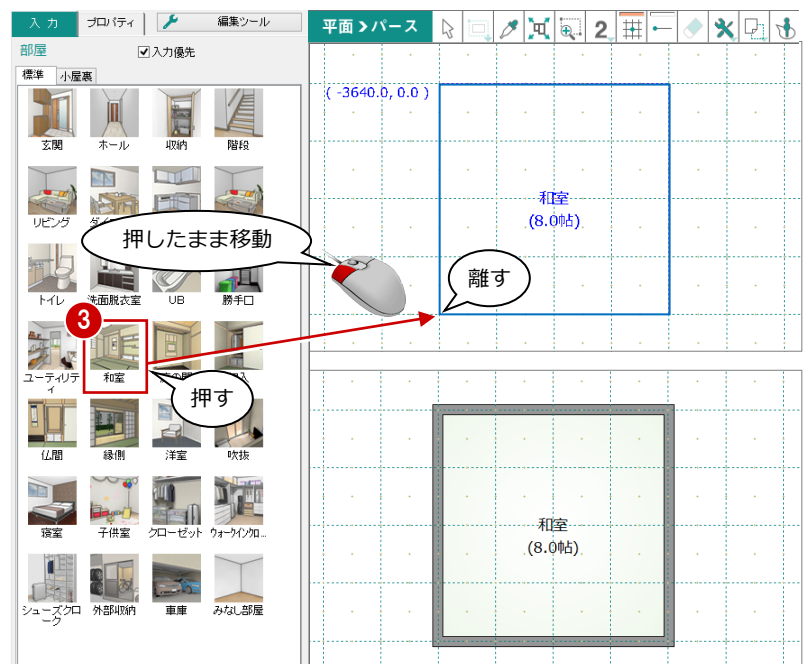 入 力 プロパティ 編集ツール
平面 パース 2
部屋 入力優先
標準 小屋裏
玄関 ホール 収納 階段
リビング
トイレ 洗面脱衣室 UB 勝手口
ユーティリティ
和室
仏間 縁側 洋室 吹抜
寝室 子供室 クローゼット ウォークインクロ...
シューズクローク 外部収納 車庫 みなし部屋
押したまま移動
3
押す
離す
( -3640.0, 0.0 )
和室
(8.0帖)
和室
(8.0帖)